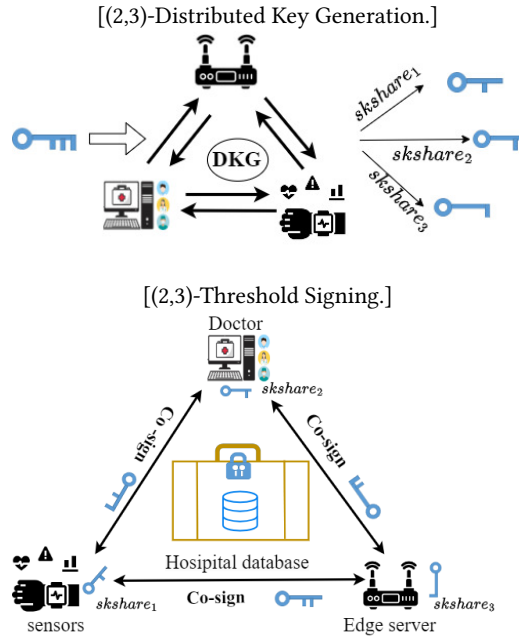 [(2,3)-Distributed Key Generation.]
skshare₁
DKG
skshare₂
skshare₃
[(2,3)-Threshold Signing.]
Doctor
skshare₂
Co-sign
Co-sign
Hosipital database
Co-sign
skshare₁
sensors
skshare₃
Edge server